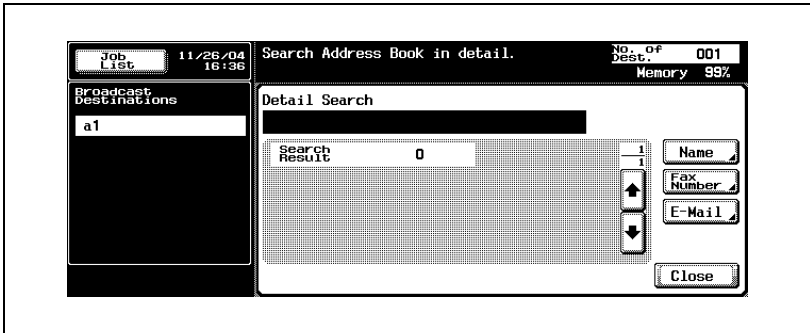 Job List
11/26/04
16:36
Search Address Book in detail.
No. of Dest.
001
Memory 99%
Broadcast
Destinations
a1
Detail Search
Search
Result
0
1
1
Name
Fax
Number
E-Mail
Close